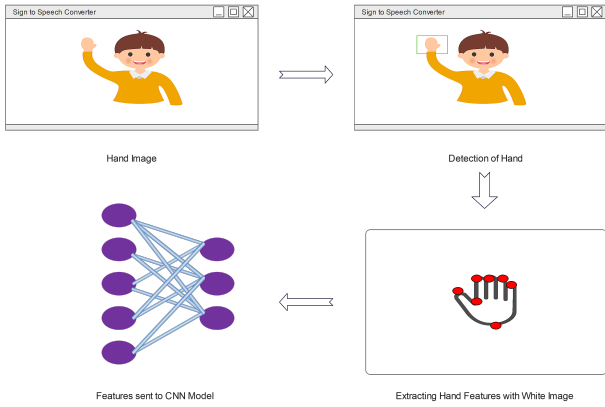 Sign to Speech Converter
Sign to Speech Converter
Hand Image
Detection of Hand
Features sent to CNN Model
Extracting Hand Features with White Image